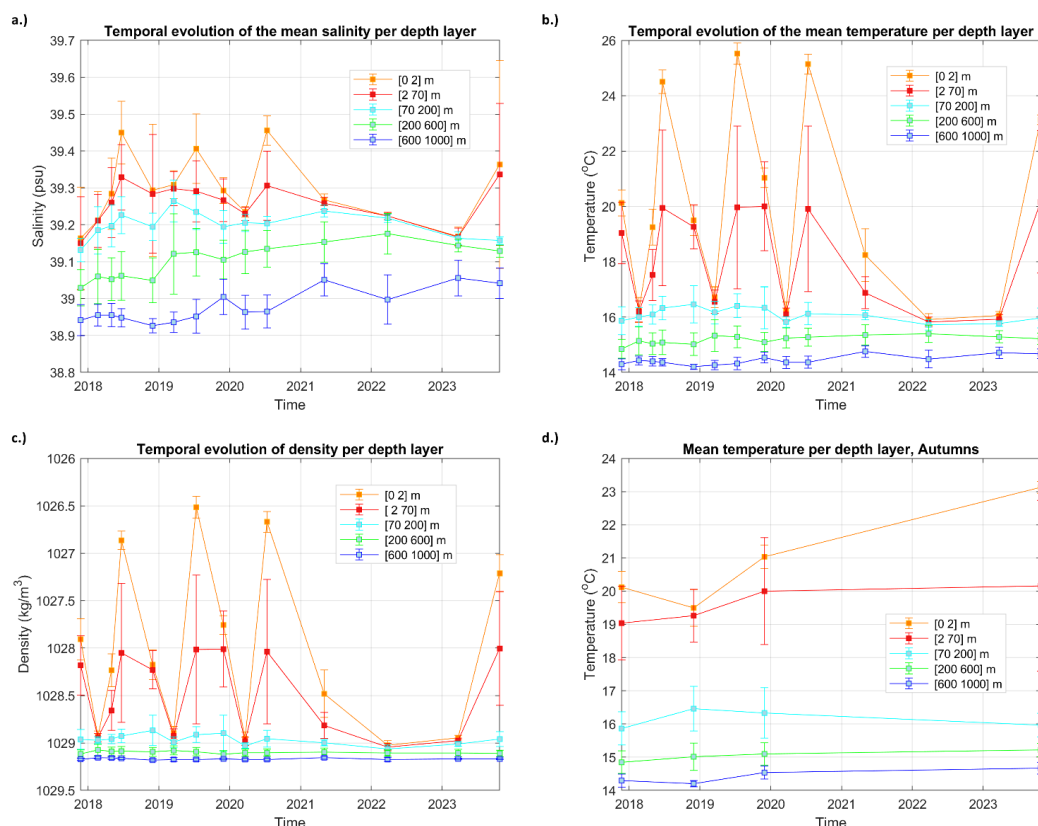 a.)
Temporal evolution of the mean salinity per depth layer
39.7
39.6
39.5
39.4
39.3
39.2
39.1
39
38.9
38.8
Salinity (psu)
[0 2] m
[2 70] m
[70 200] m
[200 600] m
[600 1000] m
2018 2019 2020 2021 2022 2023
Time
b.)
Temporal evolution of the mean temperature per depth layer
26
24
22
20
18
16
14
Temperature (°C)
[0 2] m
[2 70] m
[70 200] m
[200 600] m
[600 1000] m
2018 2019 2020 2021 2022 2023
Time
c.)
Temporal evolution of density per depth layer
1026
1026.5
1027
1027.5
1028
1028.5
1029
1029.5
Density (kg/m³)
[0 2] m
[ 2 70] m
[70 200] m
[200 600] m
[600 1000] m
2018 2019 2020 2021 2022 2023
Time
d.)
Mean temperature per depth layer, Autumns
24
23
22
21
20
19
18
17
16
15
14
Temperature (°C)
[0 2] m
[2 70] m
[70 200] m
[200 600] m
[600 1000] m
2018 2019 2020 2021 2022 2023
Time